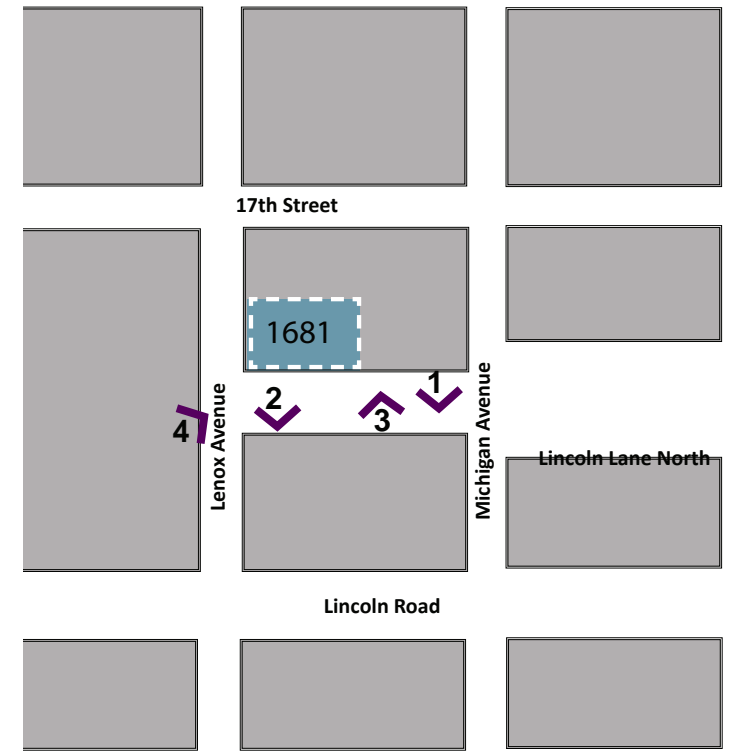 17th Street
1681
1
2
3
4
Lenox Avenue
Michigan Avenue
Lincoln Lane North
Lincoln Road